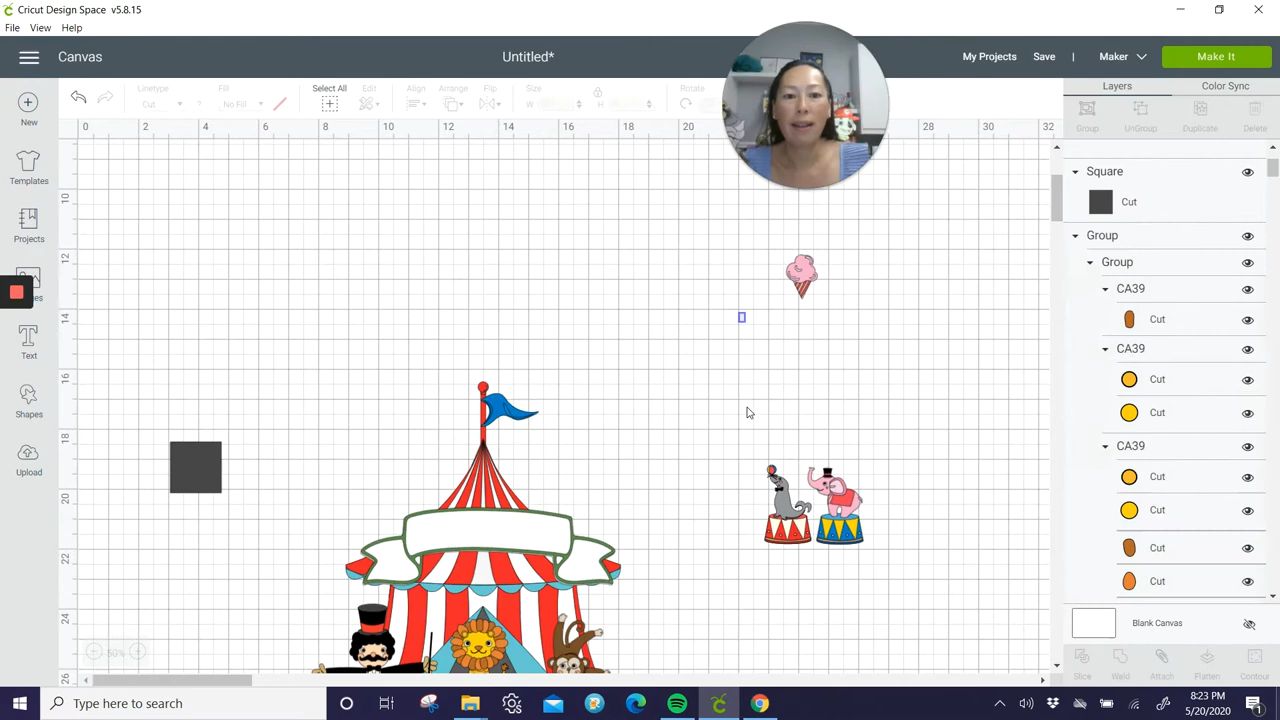 Cricut Design Space v5.8.15
File View Help
Canvas
Untitled*
My Projects Save | Maker Make It
New
Templates
Projects
Text
Shapes
Upload
Linetype
Cut ?
Fill
No Fill
Select All
Edit
Align
Arrange
Flip
Size
W
H
Rotate
0 2 4 6 8 10 12 14 16 18 20 28 30 32
10
12
14
16
18
20
22
24
26
50%
Layers Color Sync
Group UnGroup Duplicate Delete
Square
Cut
Group
Group
CA39
Cut
CA39
Cut
Cut
CA39
Cut
Cut
Cut
Cut
Blank Canvas
Slice Weld Attach Flatten Contour
Type here to search
8:23 PM
5/20/2020
1